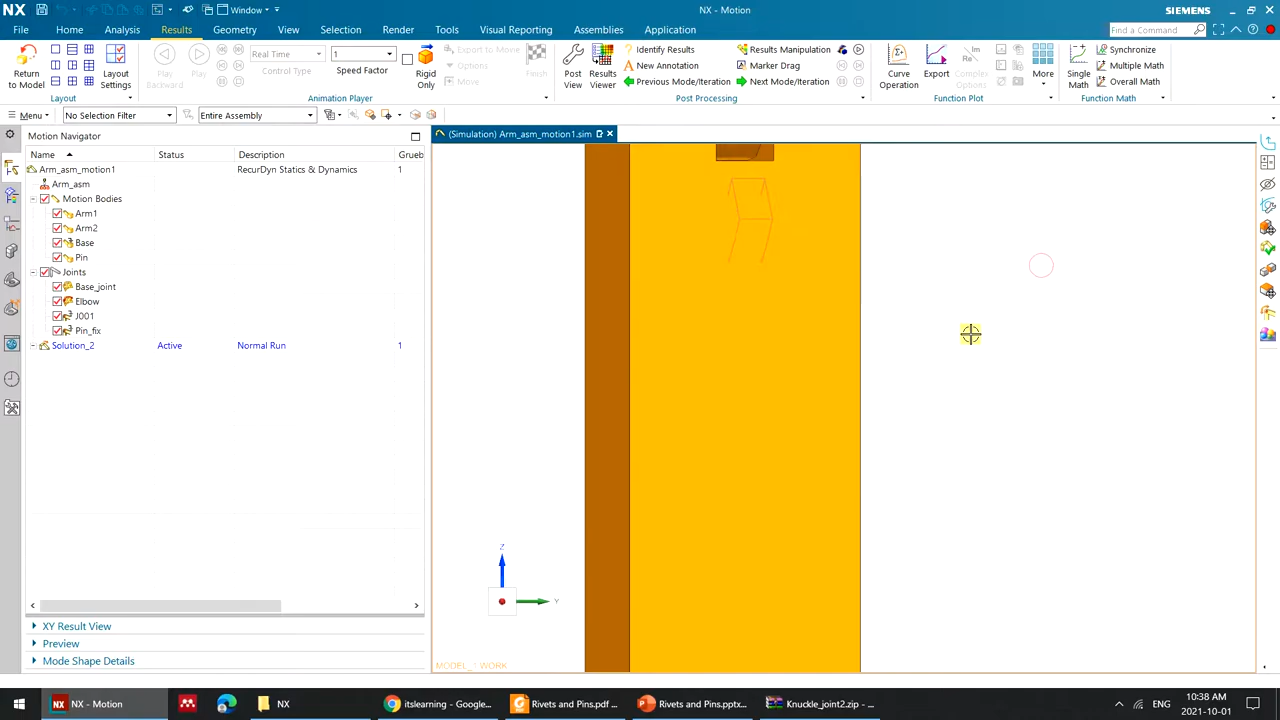 NX
Window
NX - Motion
SIEMENS
File
Home
Analysis
Results
Geometry
View
Selection
Render
Tools
Visual Reporting
Assemblies
Application
Find a Command
Return to Model
Layout Settings
Layout
Play Backward
Play
Real Time
Control Type
1
Speed Factor
Rigid Only
Export to Movie
Options
Move
Finish
Animation Player
Post View
Results Viewer
Identify Results
New Annotation
Previous Mode/Iteration
Results Manipulation
Marker Drag
Next Mode/Iteration
Post Processing
Curve Operation
Export
Complex Options
More
Function Plot
Single Math
Synchronize
Multiple Math
Overall Math
Function Math
Menu
No Selection Filter
Entire Assembly
Motion Navigator
(Simulation) Arm_asm_motion1.sim
Name Status Description Grueb
Arm_asm_motion1 RecurDyn Statics & Dynamics 1
Arm_asm
Motion Bodies
Arm1
Arm2
Base
Pin
Joints
Base_joint
Elbow
J001
Pin_fix
Solution_2 Active Normal Run 1
XY Result View
Preview
Mode Shape Details
Z
Y
MODEL_1 WORK
NX - Motion
NX
itslearning - Google...
Rivets and Pins.pdf ...
Rivets and Pins.pptx...
Knuckle_joint2.zip - ...
ENG
10:38 AM
2021-10-01